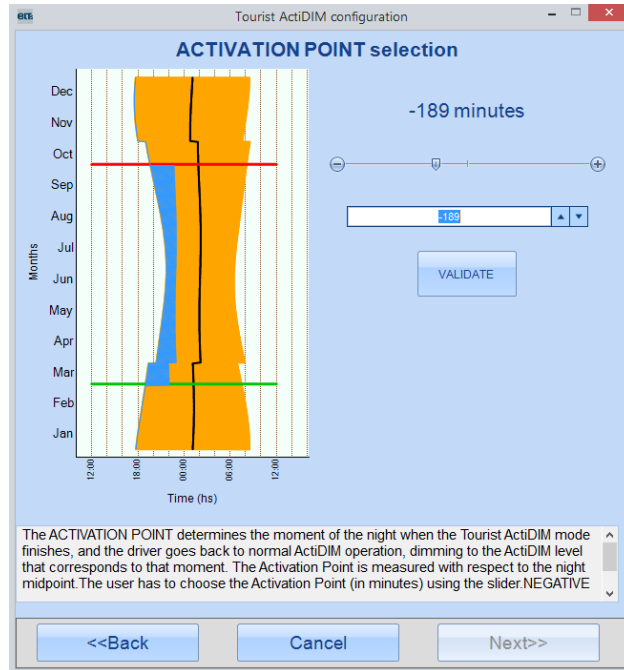 Tourist ActiDIM configuration
ACTIVATION POINT selection
Dec
Nov
Oct
Sep
Aug
Jul
Jun
May
Apr
Mar
Feb
Jan
Months
12:00
18:00
00:00
06:00
12:00
Time (hs)
-189 minutes
-189
VALIDATE
The ACTIVATION POINT determines the moment of the night when the Tourist ActiDIM mode
finishes, and the driver goes back to normal ActiDIM operation, dimming to the ActiDIM level
that corresponds to that moment. The Activation Point is measured with respect to the night
midpoint.The user has to choose the Activation Point (in minutes) using the slider.NEGATIVE
<<Back
Cancel
Next>>